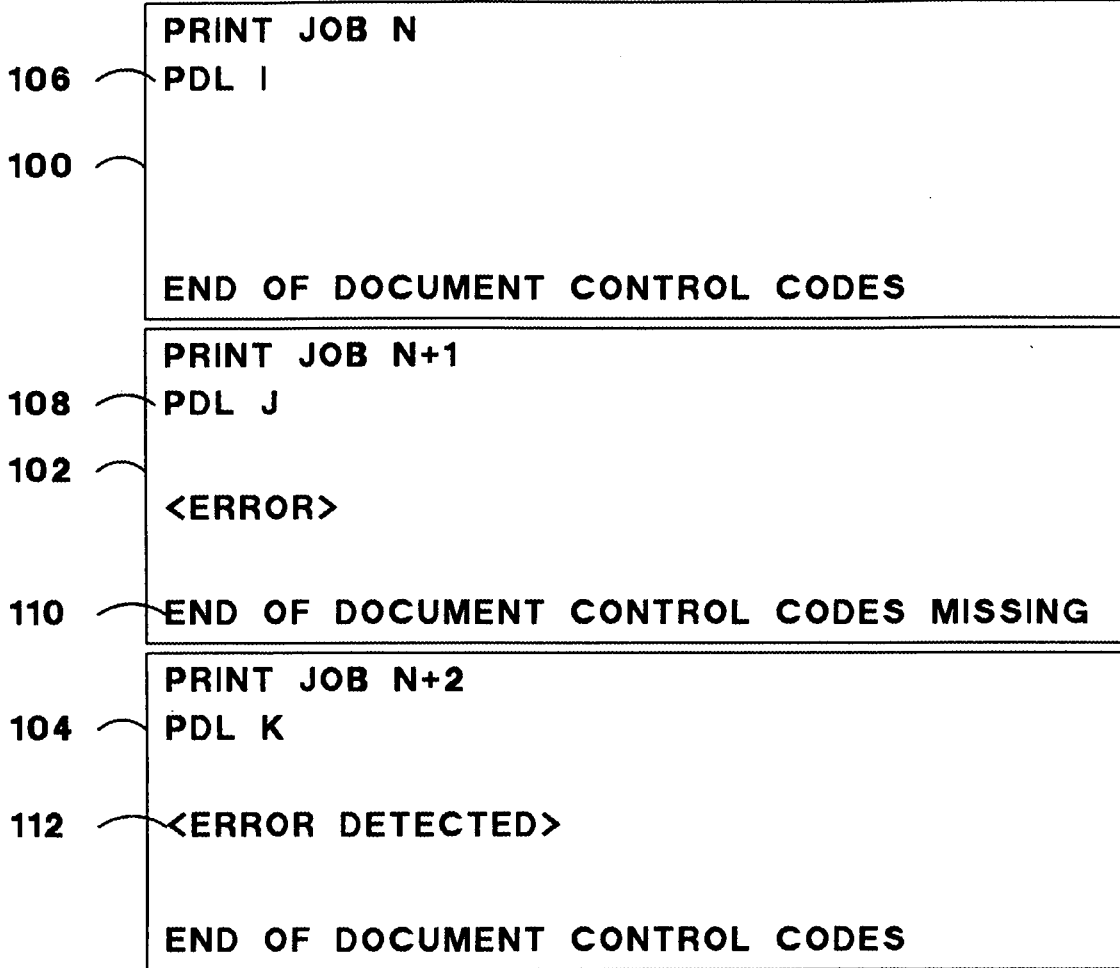 PRINT JOB N
106 PDL I
100
END OF DOCUMENT CONTROL CODES
PRINT JOB N+1
108 PDL J
102
<ERROR>
110 END OF DOCUMENT CONTROL CODES MISSING
PRINT JOB N+2
104 PDL K
112 <ERROR DETECTED>
END OF DOCUMENT CONTROL CODES